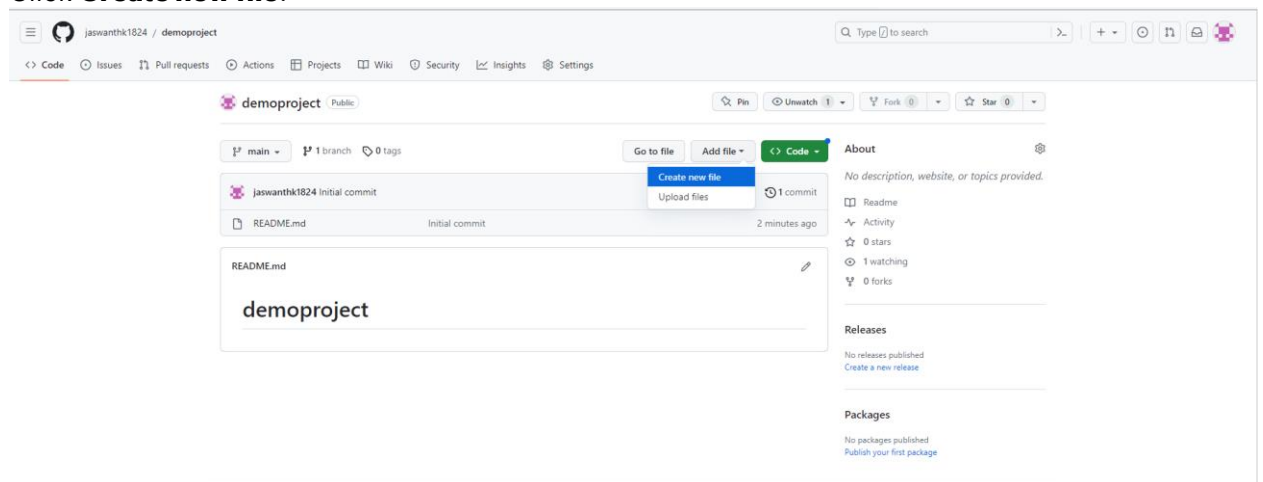 Click Create new file.
jaswanthk1824 / demoproject
Type / to search
<> Code Issues Pull requests Actions Projects Wiki Security Insights Settings
demoproject Public
Pin Unwatch 1 Fork 0 Star 0
main 1 branch 0 tags
Go to file Add file <> Code
Create new file
Upload files
jaswanthk1824 Initial commit
1 commit
README.md Initial commit 2 minutes ago
README.md
demoproject
About
No description, website, or topics provided.
Readme
Activity
0 stars
1 watching
0 forks
Releases
No releases published
Create a new release
Packages
No packages published
Publish your first package